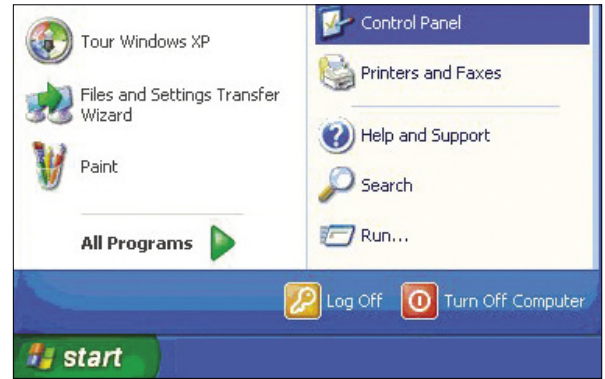 Tour Windows XP
Files and Settings Transfer
Wizard
Paint
All Programs
Control Panel
Printers and Faxes
Help and Support
Search
Run...
Log Off
Turn Off Computer
start